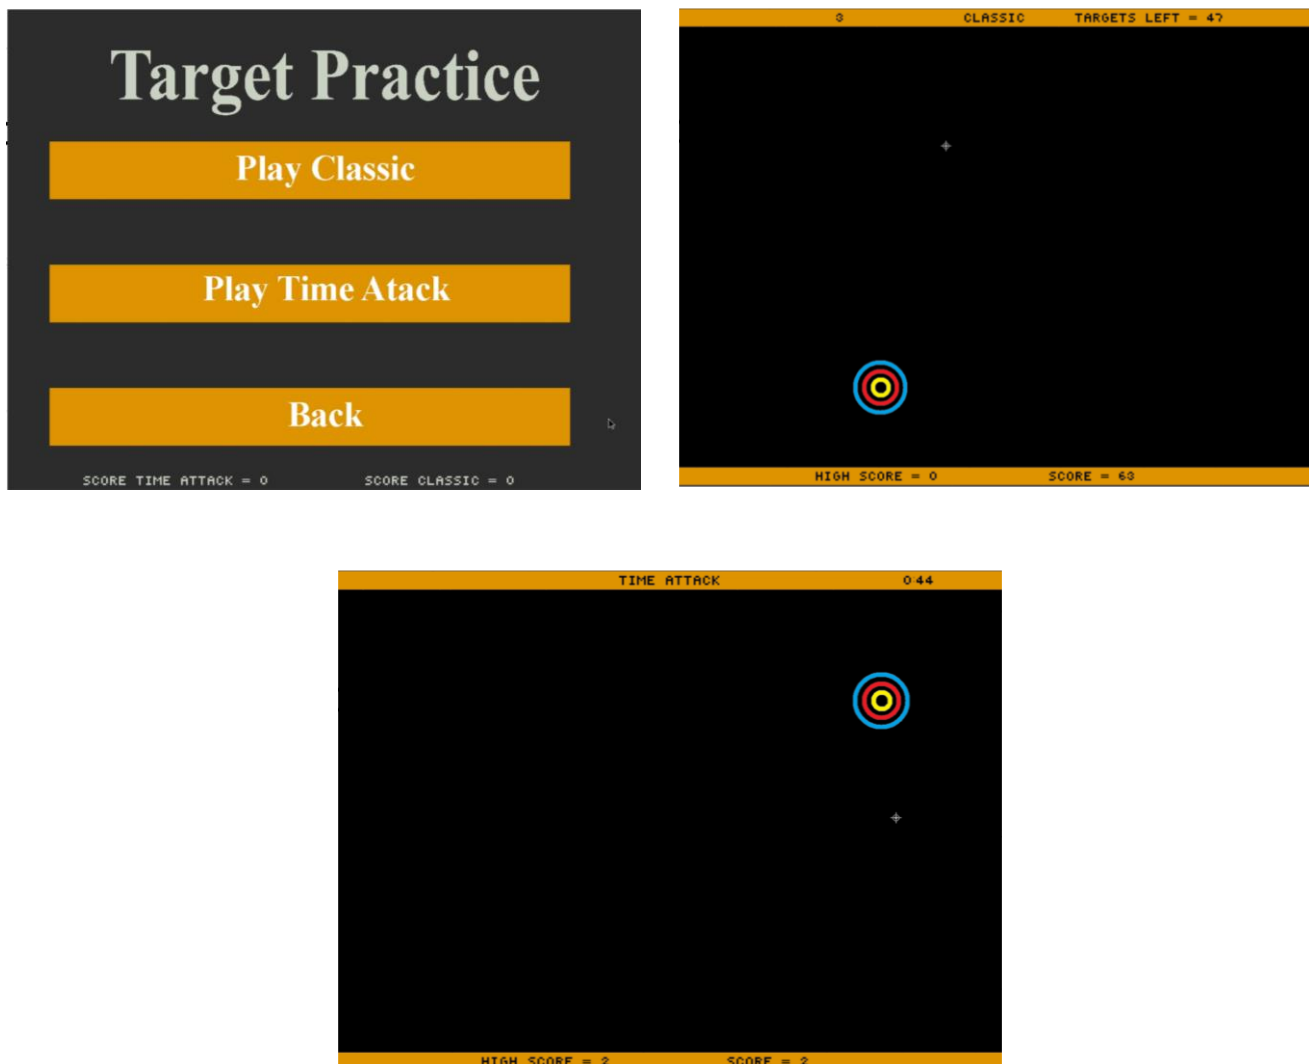 Target Practice
Play Classic
Play Time Atack
Back
SCORE TIME ATTACK = 0 SCORE CLASSIC = 0
3 CLASSIC TARGETS LEFT = 47
HIGH SCORE = 0 SCORE = 63
TIME ATTACK 0:44
HIGH SCORE = 2 SCORE = 2